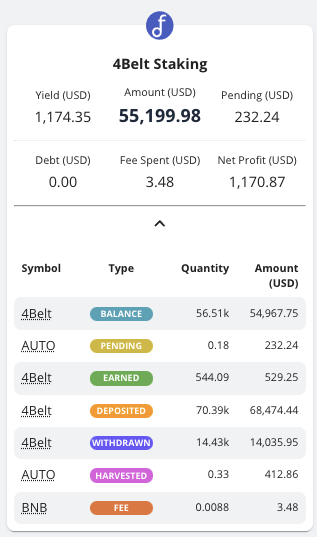 4Belt Staking
Yield (USD) Amount (USD) Pending (USD)
1,174.35 55,199.98 232.24
Debt (USD) Fee Spent (USD) Net Profit (USD)
0.00 3.48 1,170.87
Symbol Type Quantity Amount (USD)
4Belt BALANCE 56.51k 54,967.75
AUTO PENDING 0.18 232.24
4Belt EARNED 544.09 529.25
4Belt DEPOSITED 70.39k 68,474.44
4Belt WITHDRAWN 14.43k 14,035.95
AUTO HARVESTED 0.33 412.86
BNB FEE 0.0088 3.48